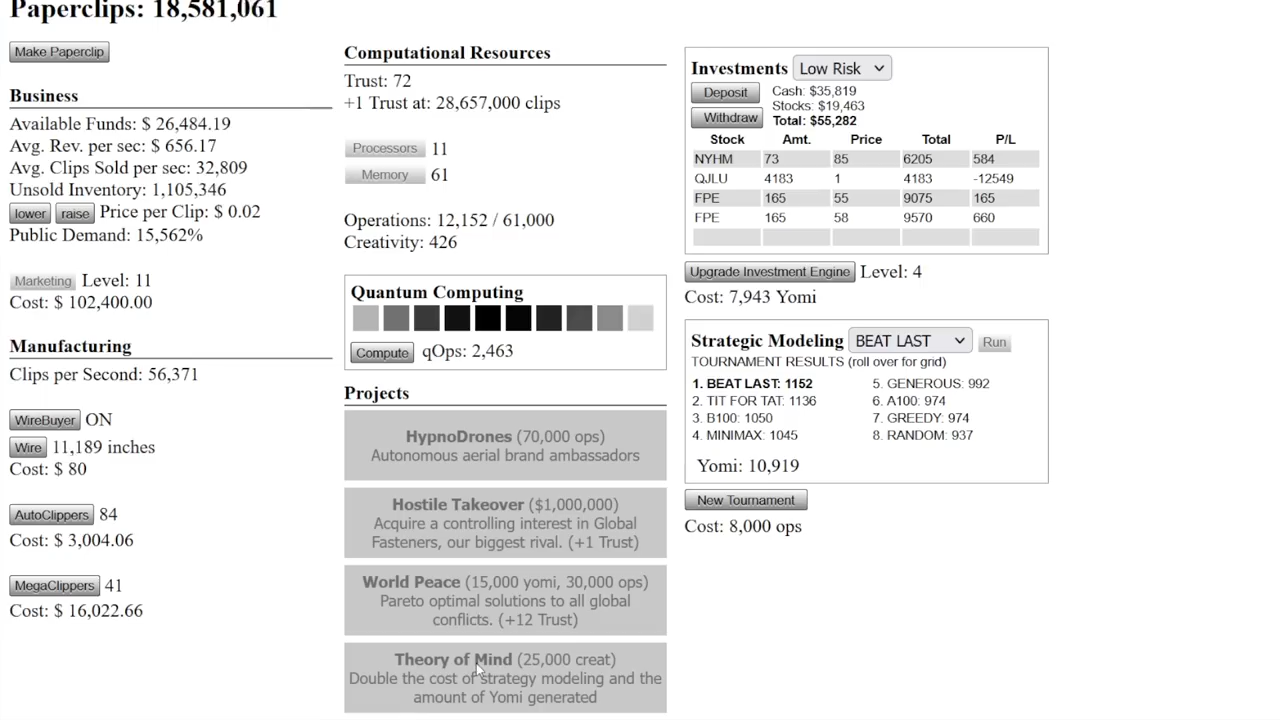 Paperclips: 18,581,061
Make Paperclip
Business
Available Funds: $ 26,484.19
Avg. Rev. per sec: $ 656.17
Avg. Clips Sold per sec: 32,809
Unsold Inventory: 1,105,346
lower raise Price per Clip: $ 0.02
Public Demand: 15,562%
Marketing Level: 11
Cost: $ 102,400.00
Manufacturing
Clips per Second: 56,371
WireBuyer ON
Wire 11,189 inches
Cost: $ 80
AutoClippers 84
Cost: $ 3,004.06
MegaClippers 41
Cost: $ 16,022.66
Computational Resources
Trust: 72
+1 Trust at: 28,657,000 clips
Processors 11
Memory 61
Operations: 12,152 / 61,000
Creativity: 426
Quantum Computing
Compute qOps: 2,463
Projects
HypnoDrones (70,000 ops)
Autonomous aerial brand ambassadors
Hostile Takeover ($1,000,000)
Acquire a controlling interest in Global
Fasteners, our biggest rival. (+1 Trust)
World Peace (15,000 yomi, 30,000 ops)
Pareto optimal solutions to all global
conflicts. (+12 Trust)
Theory of Mind (25,000 creat)
Double the cost of strategy modeling and the
amount of Yomi generated
Investments Low Risk
Deposit Cash: $35,819
Stocks: $19,463
Withdraw Total: $55,282
Stock Amt. Price Total P/L
NYHM 73 85 6205 584
QJLU 4183 1 4183 -12549
FPE 165 55 9075 165
FPE 165 58 9570 660
Upgrade Investment Engine Level: 4
Cost: 7,943 Yomi
Strategic Modeling BEAT LAST Run
TOURNAMENT RESULTS (roll over for grid)
1. BEAT LAST: 1152 5. GENEROUS: 992
2. TIT FOR TAT: 1136 6. A100: 974
3. B100: 1050 7. GREEDY: 974
4. MINIMAX: 1045 8. RANDOM: 937
Yomi: 10,919
New Tournament
Cost: 8,000 ops